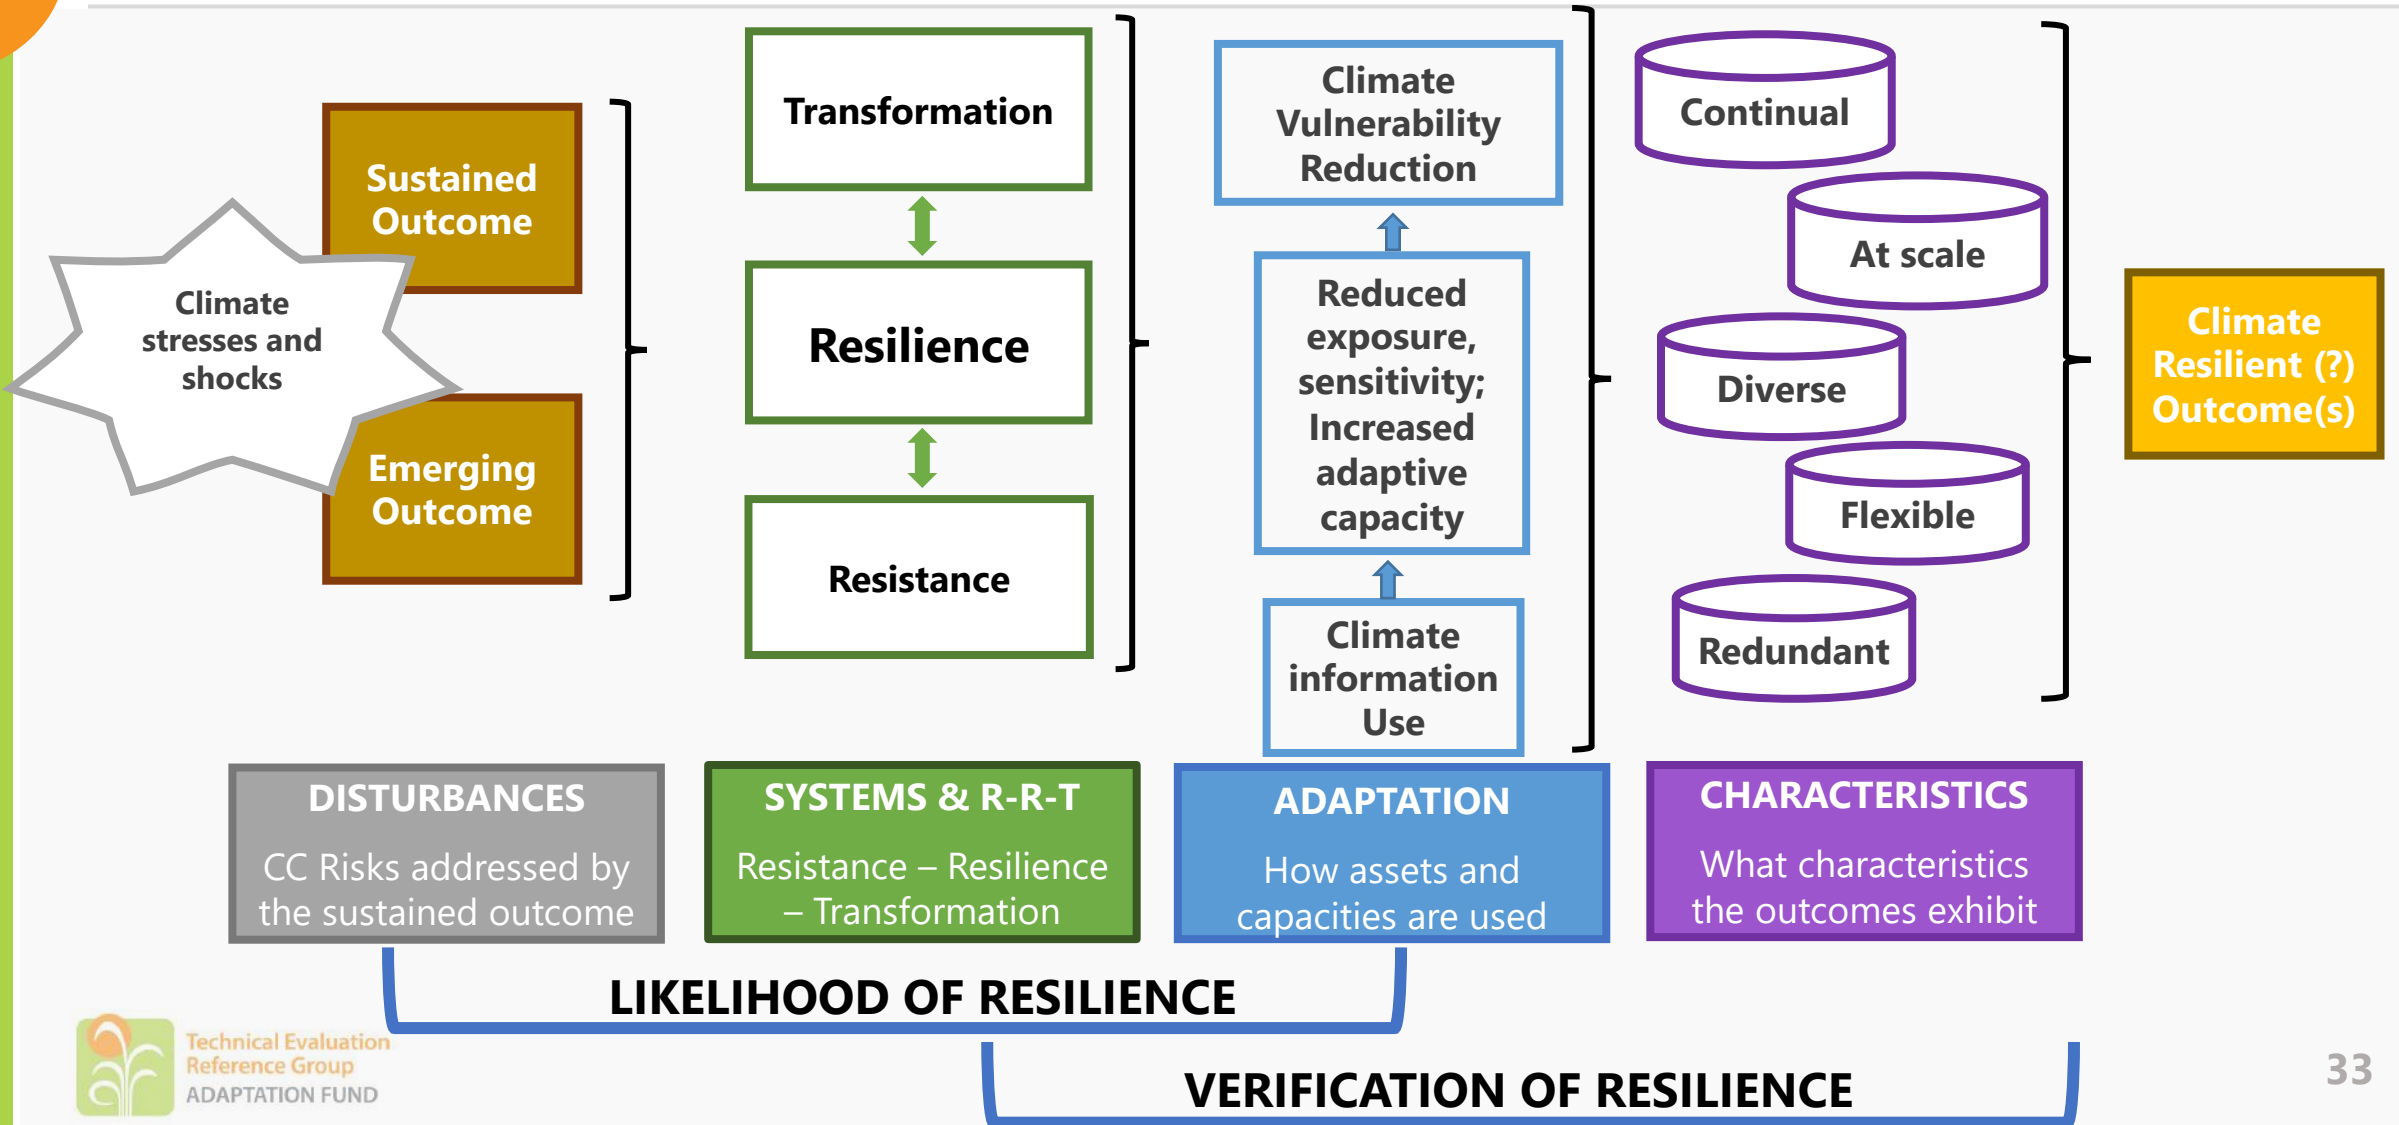 Climate
stresses and
shocks
Sustained
Outcome
Emerging
Outcome
Transformation
Resilience
Resistance
Climate
Vulnerability
Reduction
Reduced
exposure,
sensitivity;
Increased
adaptive
capacity
Climate
information
Use
Continual
At scale
Diverse
Flexible
Redundant
Climate
Resilient (?)
Outcome(s)
DISTURBANCES
CC Risks addressed by
the sustained outcome
SYSTEMS & R-R-T
Resistance – Resilience
– Transformation
ADAPTATION
How assets and
capacities are used
CHARACTERISTICS
What characteristics
the outcomes exhibit
LIKELIHOOD OF RESILIENCE
VERIFICATION OF RESILIENCE
Technical Evaluation
Reference Group
ADAPTATION FUND
33